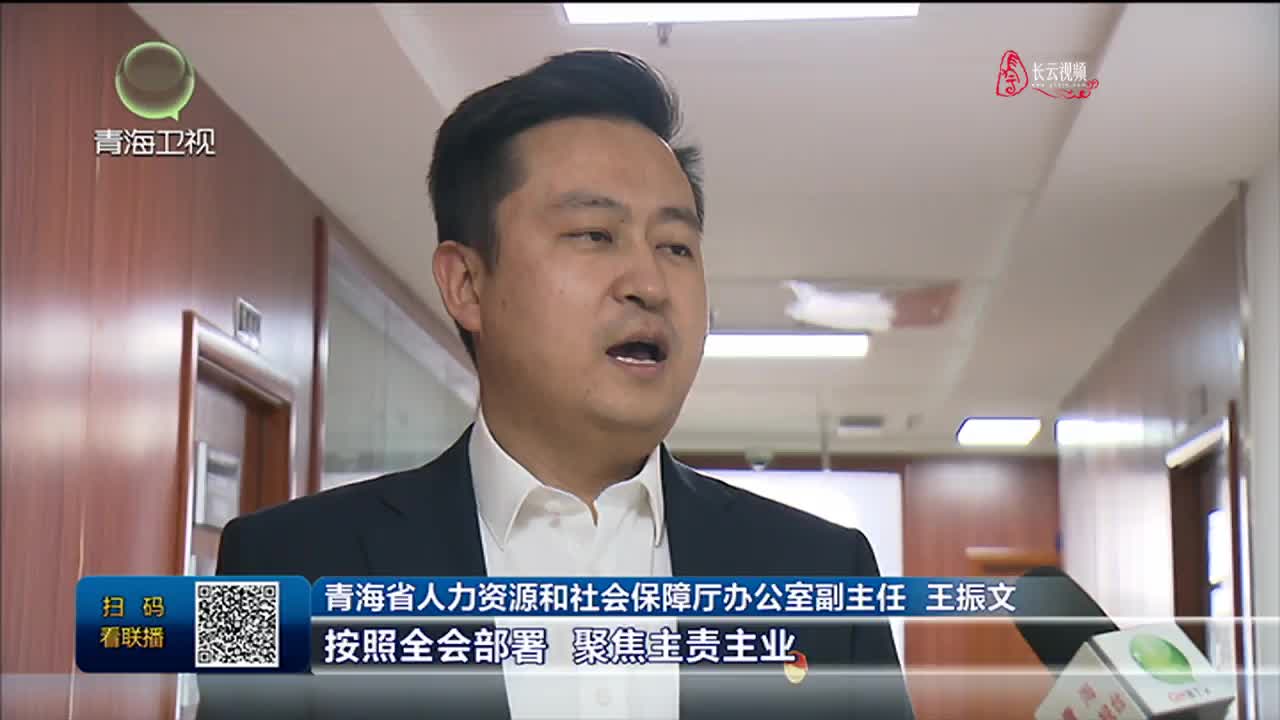 青海卫视
长云视频
青海省人力资源和社会保障厅办公室副主任 王振文
扫 码
看联播
按照全会部署 聚焦主责主业